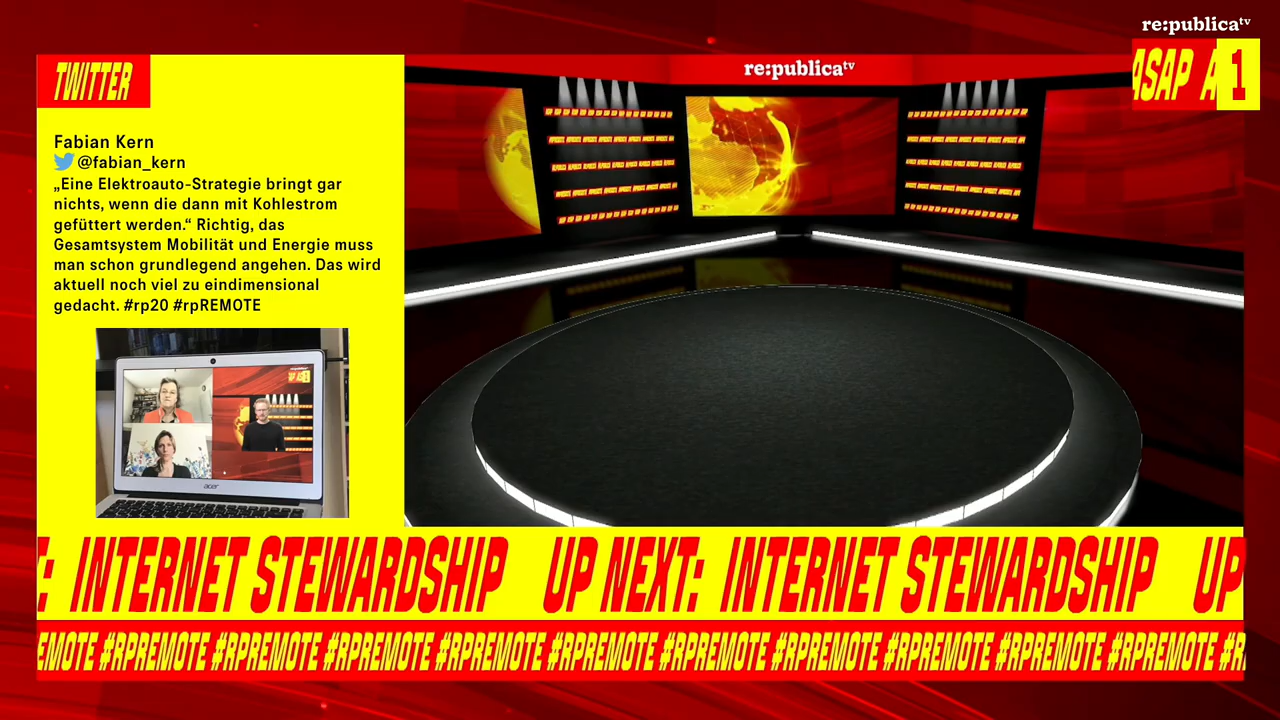 re:publica tv
ASAP A 1
TWITTER
re:publica tv
Fabian Kern
@fabian_kern
„Eine Elektroauto-Strategie bringt gar
nichts, wenn die dann mit Kohlestrom
gefüttert werden.“ Richtig, das
Gesamtsystem Mobilität und Energie muss
man schon grundlegend angehen. Das wird
aktuell noch viel zu eindimensional
gedacht. #rp20 #rpREMOTE
acer
T: INTERNET STEWARDSHIP UP NEXT: INTERNET STEWARDSHIP UP
EMOTE #RPREMOTE #RPREMOTE #RPREMOTE #RPREMOTE #RPREMOTE #RPREMOTE #RPREMOTE #RPREMOTE #RPREMOTE #RPREMOTE #R